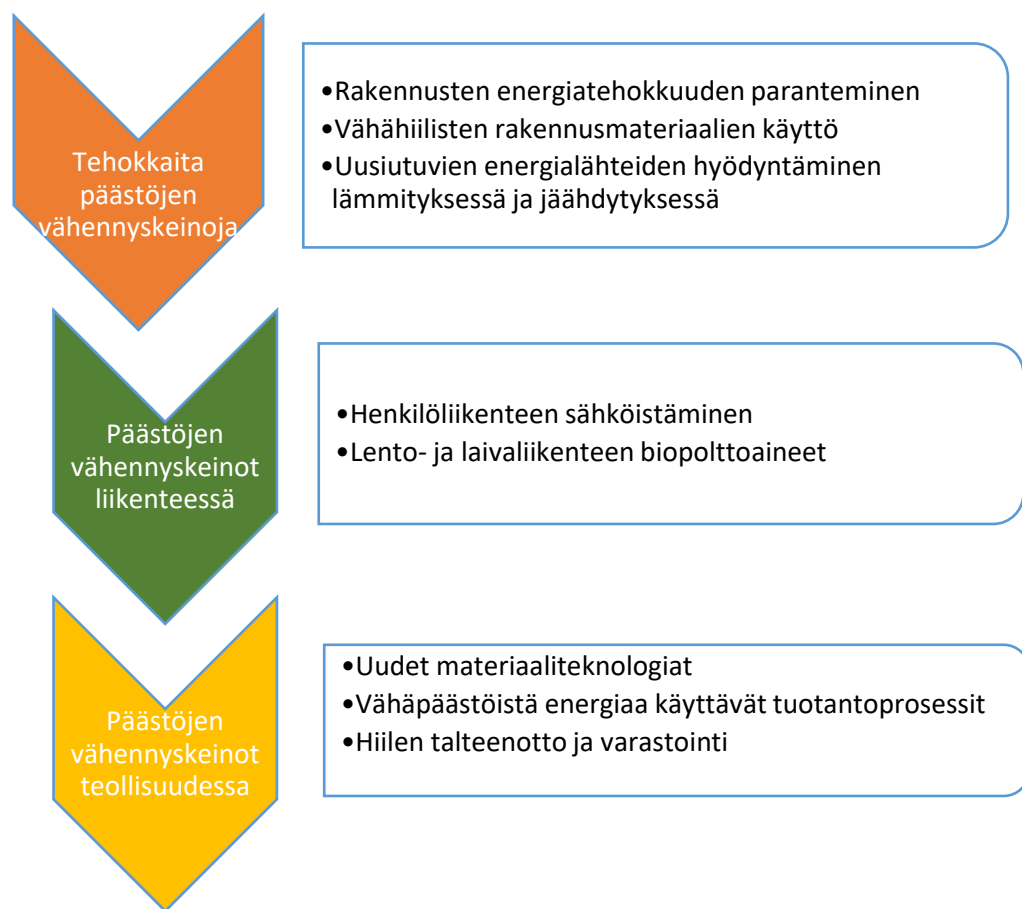 Tehokkaita
päästöjen
vähennyskeinoja
•Rakennusten energiatehokkuuden paranteminen
•Vähähiilisten rakennusmateriaalien käyttö
•Uusiutuvien energialähteiden hyödyntäminen
lämmityksessä ja jäähdytyksessä
Päästöjen
vähennyskeinot
liikenteessä
•Henkilöliikenteen sähköistäminen
•Lento- ja laivaliikenteen biopolttoaineet
Päästöjen
vähennyskeinot
teollisuudessa
•Uudet materiaaliteknologiat
•Vähäpäästöistä energiaa käyttävät tuotantoprosessit
•Hiilen talteenotto ja varastointi